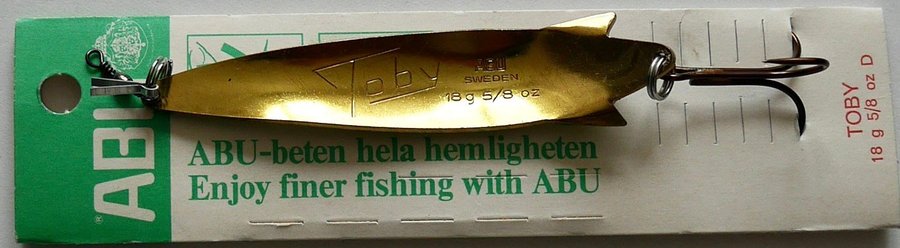 ABU
®
Toby
ABU
SWEDEN
18 g 5/8 oz
ABU-beten hela hemligheten
Enjoy finer fishing with ABU
TOBY
18 g 5/8 oz D